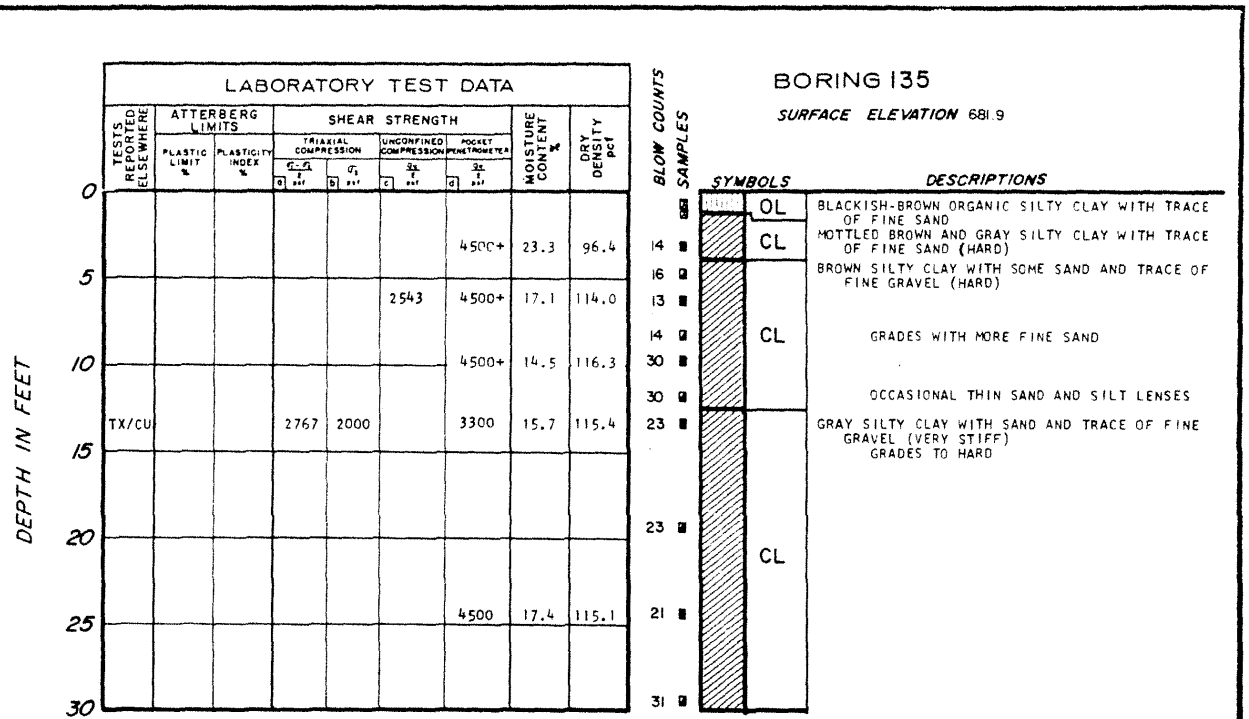 LABORATORY TEST DATA
BORING 135
SURFACE ELEVATION 681.9
TESTS REPORTED ELSEWHERE
ATTERBERG LIMITS
PLASTIC LIMIT %
PLASTICITY INDEX %
SHEAR STRENGTH
TRIAXIAL COMPRESSION
UNCONFINED COMPRESSION
POCKET PENETROMETER
a psf
b psf
c psf
d psf
MOISTURE CONTENT %
DRY DENSITY pcf
BLOW COUNTS
SAMPLES
SYMBOLS
DESCRIPTIONS
DEPTH IN FEET
0
OL BLACKISH-BROWN ORGANIC SILTY CLAY WITH TRACE
OF FINE SAND
4500+ 23.3 96.4 14
CL MOTTLED BROWN AND GRAY SILTY CLAY WITH TRACE
OF FINE SAND (HARD)
5
16 BROWN SILTY CLAY WITH SOME SAND AND TRACE OF
FINE GRAVEL (HARD)
2543 4500+ 17.1 114.0 13
14 CL GRADES WITH MORE FINE SAND
10 4500+ 14.5 116.3 30
30 OCCASIONAL THIN SAND AND SILT LENSES
TX/CU 2767 2000 3300 15.7 115.4 23
GRAY SILTY CLAY WITH SAND AND TRACE OF FINE
GRAVEL (VERY STIFF)
15 GRADES TO HARD
20 23
CL
25 4500 17.4 115.1 21
30 31